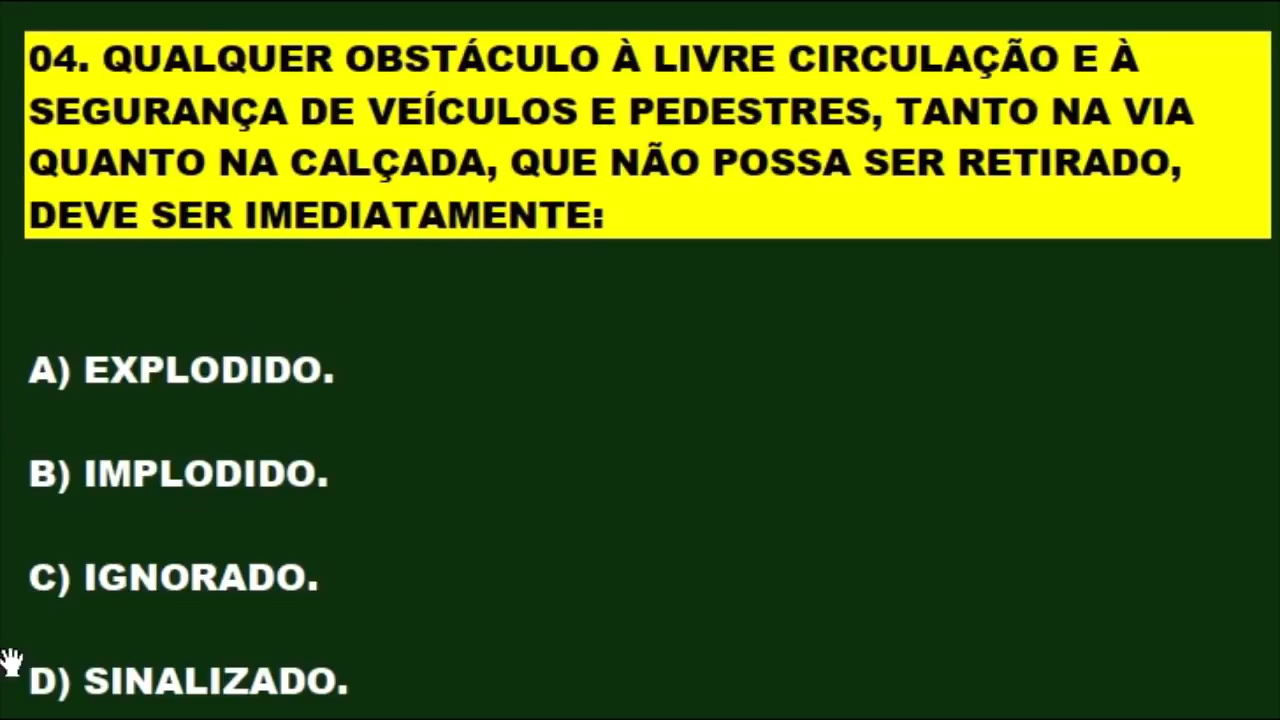 04. QUALQUER OBSTÁCULO À LIVRE CIRCULAÇÃO E À
SEGURANÇA DE VEÍCULOS E PEDESTRES, TANTO NA VIA
QUANTO NA CALÇADA, QUE NÃO POSSA SER RETIRADO,
DEVE SER IMEDIATAMENTE:
A) EXPLODIDO.
B) IMPLODIDO.
C) IGNORADO.
D) SINALIZADO.